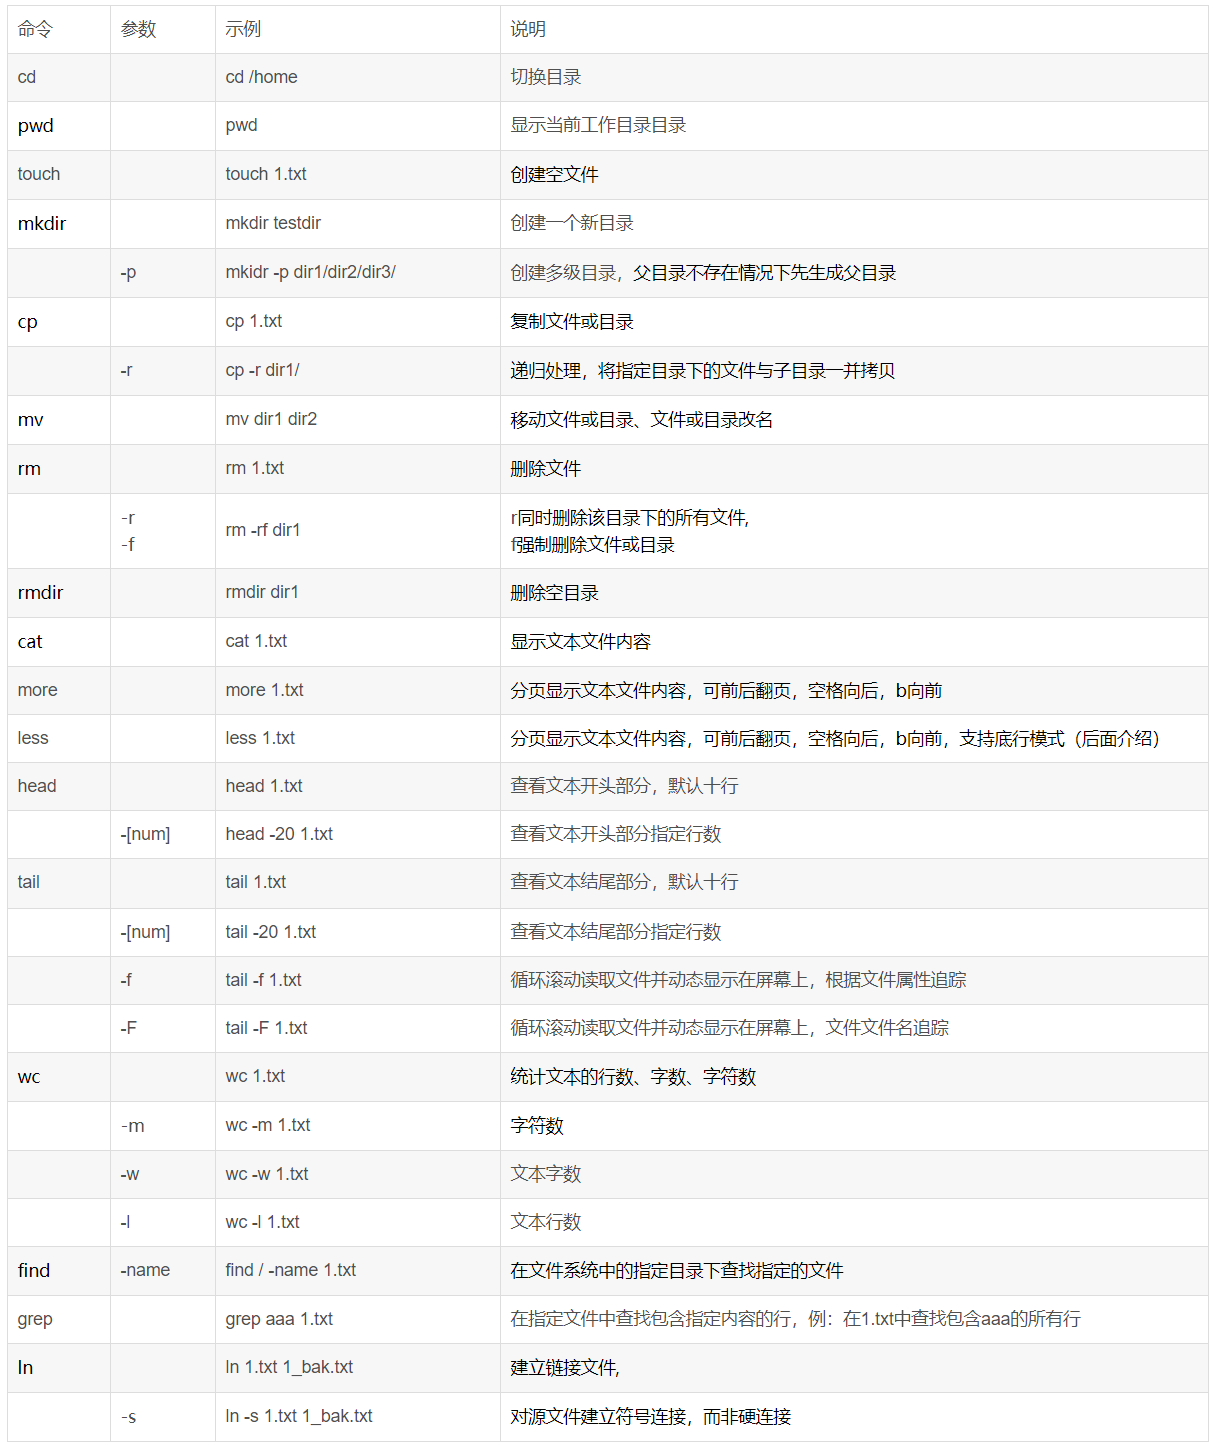 命令 参数 示例 说明
cd cd /home 切换目录
pwd pwd 显示当前工作目录目录
touch touch 1.txt 创建空文件
mkdir mkdir testdir 创建一个新目录
-p mkidr -p dir1/dir2/dir3/ 创建多级目录，父目录不存在情况下先生成父目录
cp cp 1.txt 复制文件或目录
-r cp -r dir1/ 递归处理，将指定目录下的文件与子目录一并拷贝
mv mv dir1 dir2 移动文件或目录、文件或目录改名
rm rm 1.txt 删除文件
-r
-f
rm -rf dir1
r同时删除该目录下的所有文件,
f强制删除文件或目录
rmdir rmdir dir1 删除空目录
cat cat 1.txt 显示文本文件内容
more more 1.txt 分页显示文本文件内容，可前后翻页，空格向后，b向前
less less 1.txt 分页显示文本文件内容，可前后翻页，空格向后，b向前，支持底行模式（后面介绍）
head head 1.txt 查看文本开头部分，默认十行
-[num] head -20 1.txt 查看文本开头部分指定行数
tail tail 1.txt 查看文本结尾部分，默认十行
-[num] tail -20 1.txt 查看文本结尾部分指定行数
-f tail -f 1.txt 循环滚动读取文件并动态显示在屏幕上，根据文件属性追踪
-F tail -F 1.txt 循环滚动读取文件并动态显示在屏幕上，文件文件名追踪
wc wc 1.txt 统计文本的行数、字数、字符数
-m wc -m 1.txt 字符数
-w wc -w 1.txt 文本字数
-l wc -l 1.txt 文本行数
find -name find / -name 1.txt 在文件系统中的指定目录下查找指定的文件
grep grep aaa 1.txt 在指定文件中查找包含指定内容的行，例：在1.txt中查找包含aaa的所有行
ln ln 1.txt 1_bak.txt 建立链接文件,
-s ln -s 1.txt 1_bak.txt 对源文件建立符号连接，而非硬连接